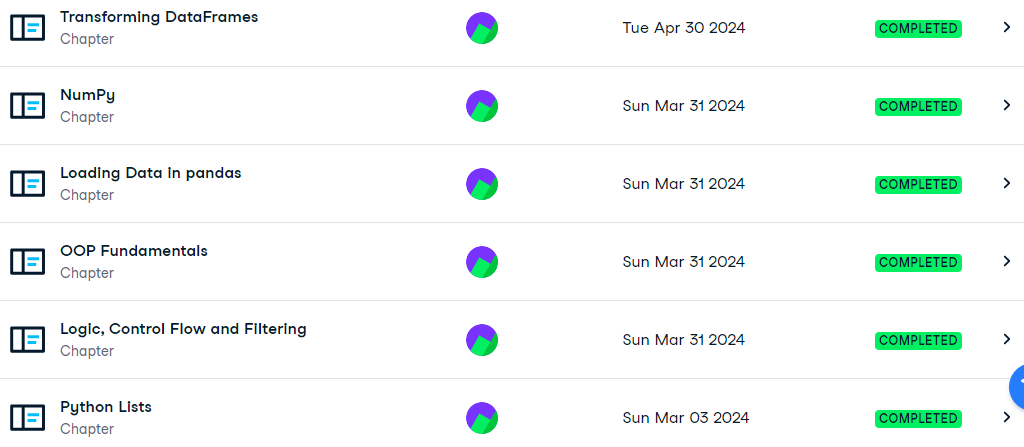 Transforming DataFrames
Chapter
Tue Apr 30 2024
COMPLETED
NumPy
Chapter
Sun Mar 31 2024
COMPLETED
Loading Data in pandas
Chapter
Sun Mar 31 2024
COMPLETED
OOP Fundamentals
Chapter
Sun Mar 31 2024
COMPLETED
Logic, Control Flow and Filtering
Chapter
Sun Mar 31 2024
COMPLETED
Python Lists
Chapter
Sun Mar 03 2024
COMPLETED